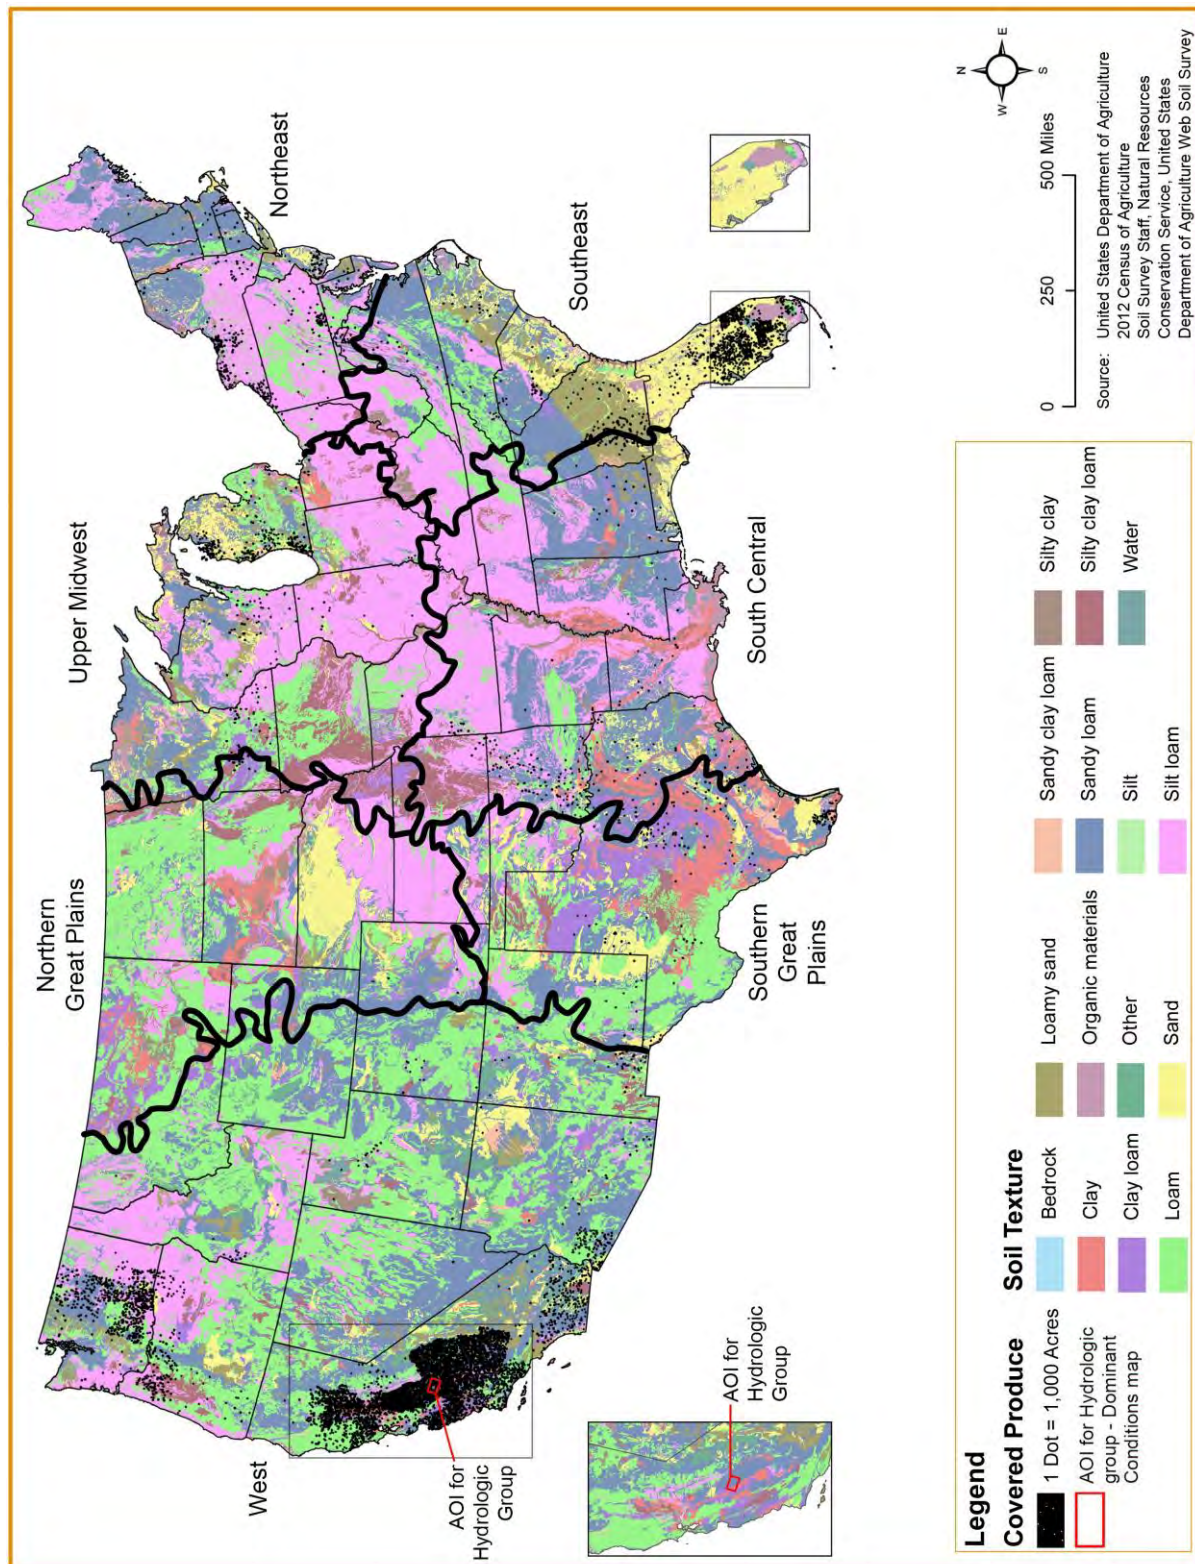 Northern
Great Plains
Upper Midwest
Northeast
West
AOI for
Hydrologic
Group
Southern
Great
Plains
South Central
Southeast
AOI for
Hydrologic
Group
Legend
Covered Produce
1 Dot = 1,000 Acres
AOI for Hydrologic
group - Dominant
Conditions map
Soil Texture
Bedrock
Clay
Clay loam
Loam
Loamy sand
Organic materials
Other
Sand
Sandy clay loam
Sandy loam
Silt
Silt loam
Silty clay
Silty clay loam
Water
N
W
E
S
0
250
500 Miles
Source: United States Department of Agriculture
2012 Census of Agriculture
Soil Survey Staff, Natural Resources
Conservation Service, United States
Department of Agriculture Web Soil Survey